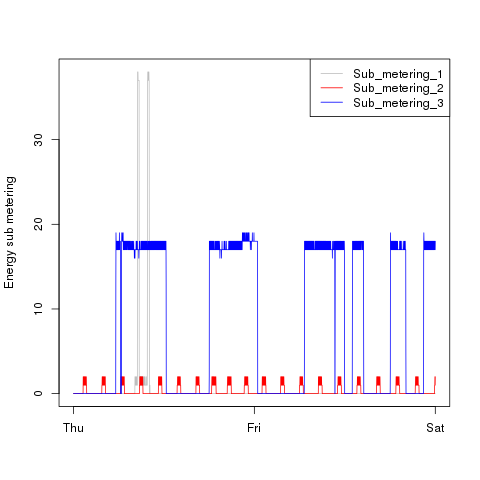 Sub_metering_1
Sub_metering_2
Sub_metering_3
Energy sub metering
30
20
10
0
Thu Fri Sat